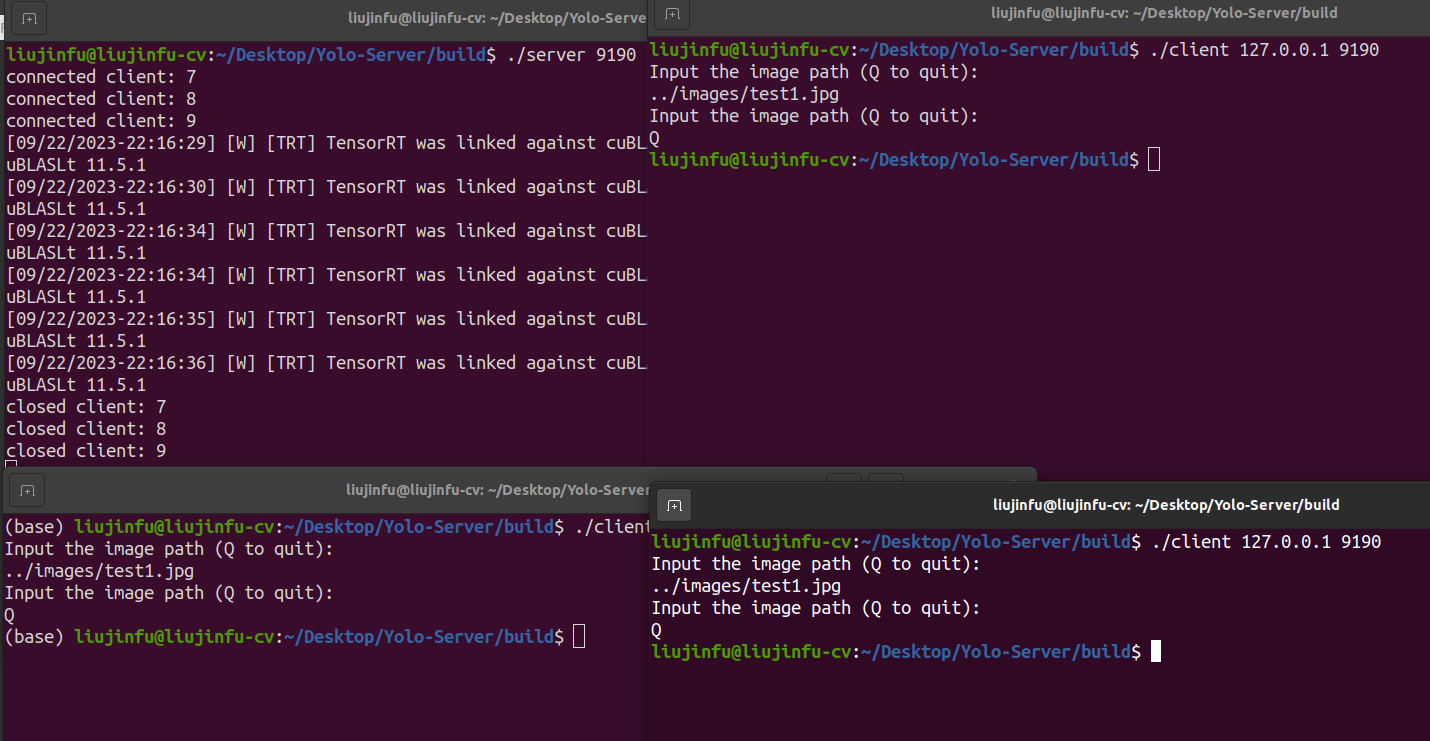 liujinfu@liujinfu-cv: ~/Desktop/Yolo-Serve
liujinfu@liujinfu-cv:~/Desktop/Yolo-Server/build$ ./server 9190
connected client: 7
connected client: 8
connected client: 9
[09/22/2023-22:16:29] [W] [TRT] TensorRT was linked against cuBL
uBLASLt 11.5.1
[09/22/2023-22:16:30] [W] [TRT] TensorRT was linked against cuBL
uBLASLt 11.5.1
[09/22/2023-22:16:34] [W] [TRT] TensorRT was linked against cuBL
uBLASLt 11.5.1
[09/22/2023-22:16:34] [W] [TRT] TensorRT was linked against cuBL
uBLASLt 11.5.1
[09/22/2023-22:16:35] [W] [TRT] TensorRT was linked against cuBL
uBLASLt 11.5.1
[09/22/2023-22:16:36] [W] [TRT] TensorRT was linked against cuBL
uBLASLt 11.5.1
closed client: 7
closed client: 8
closed client: 9
liujinfu@liujinfu-cv: ~/Desktop/Yolo-Server/build
liujinfu@liujinfu-cv:~/Desktop/Yolo-Server/build$ ./client 127.0.0.1 9190
Input the image path (Q to quit):
../images/test1.jpg
Input the image path (Q to quit):
Q
liujinfu@liujinfu-cv:~/Desktop/Yolo-Server/build$
liujinfu@liujinfu-cv: ~/Desktop/Yolo-Server
(base) liujinfu@liujinfu-cv:~/Desktop/Yolo-Server/build$ ./client
Input the image path (Q to quit):
../images/test1.jpg
Input the image path (Q to quit):
Q
(base) liujinfu@liujinfu-cv:~/Desktop/Yolo-Server/build$
liujinfu@liujinfu-cv: ~/Desktop/Yolo-Server/build
liujinfu@liujinfu-cv:~/Desktop/Yolo-Server/build$ ./client 127.0.0.1 9190
Input the image path (Q to quit):
../images/test1.jpg
Input the image path (Q to quit):
Q
liujinfu@liujinfu-cv:~/Desktop/Yolo-Server/build$